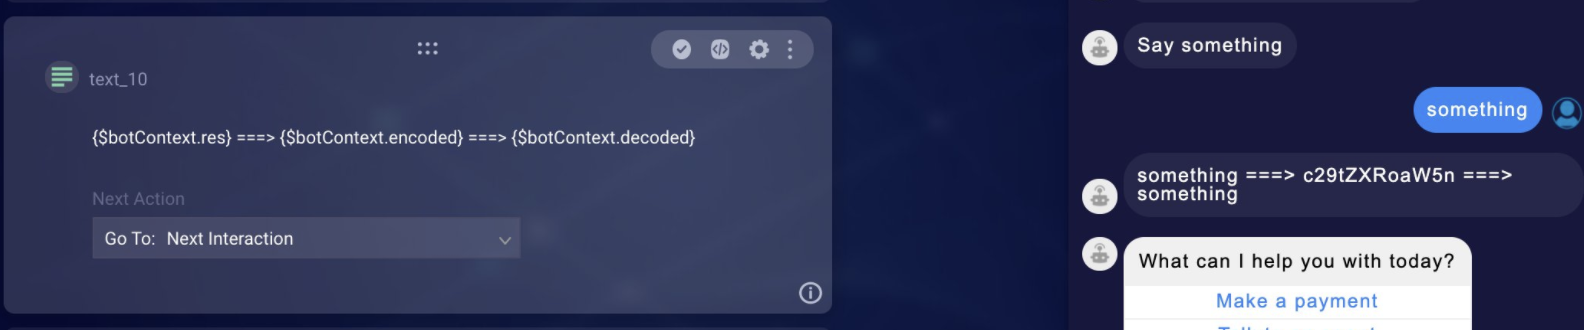 text_10
{$botContext.res} ===> {$botContext.encoded} ===> {$botContext.decoded}
Next Action
Go To: Next Interaction
Say something
something
something ===> c29tZXRoaW5n ===>
something
What can I help you with today?
Make a payment